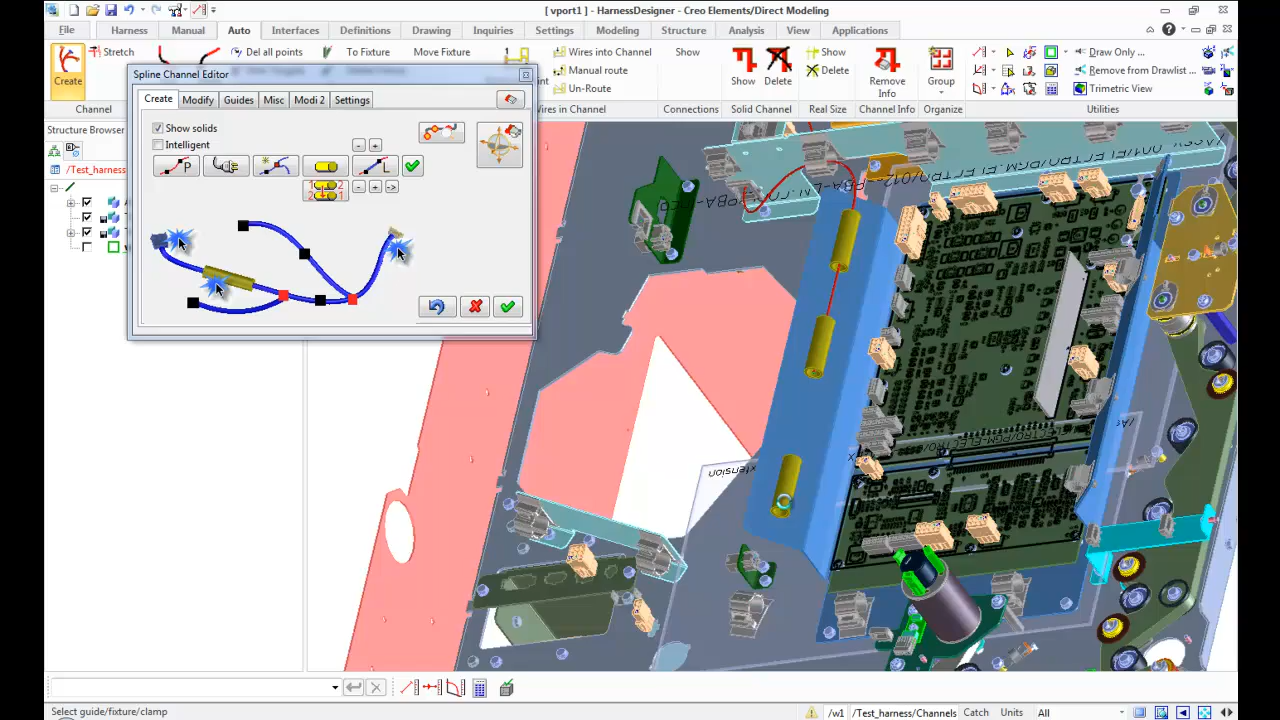 [ vport1 ] - HarnessDesigner - Creo Elements/Direct Modeling
File Harness Manual Auto Interfaces Definitions Drawing Inquiries Settings Modeling Structure Analysis View Applications
Stretch Del all points To Fixture Move Fixture Wires into Channel Show Show Draw Only ...
Create Manual route Show Delete Delete Remove Info Group Remove from Drawlist ...
Un-Route Trimetric View
Channel Wires in Channel Connections Solid Channel Real Size Channel Info Organize Utilities
Structure Browser
/Test_harness
Spline Channel Editor
Create Modify Guides Misc Modi 2 Settings
Show solids
Intelligent
P
L
extension
Select guide/fixture/clamp
/w1 /Test_harness/Channels Catch Units All